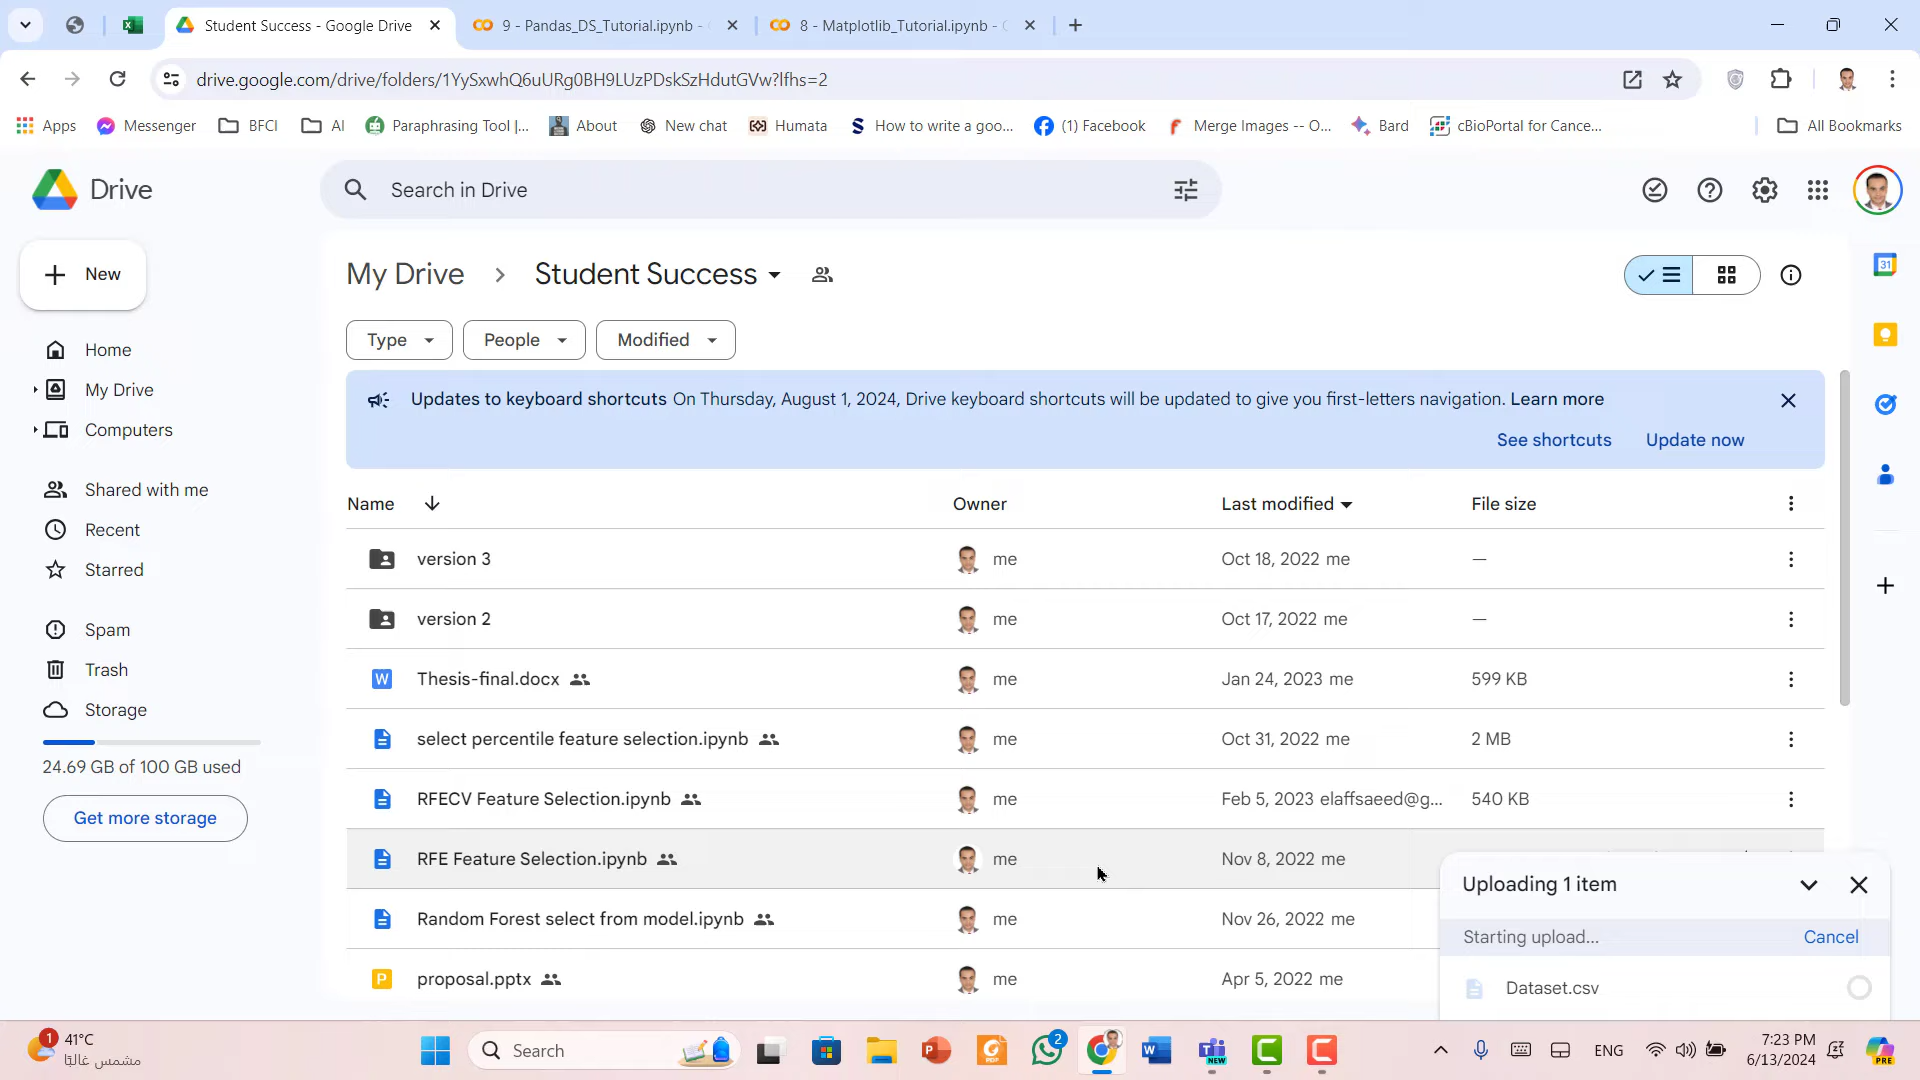 Student Success - Google Drive
9 - Pandas_DS_Tutorial.ipynb -
8 - Matplotlib_Tutorial.ipynb -
drive.google.com/drive/folders/1YySxwhQ6uURg0BH9LUzPDskSzHdutGVw?lfhs=2
Apps
Messenger
BFCI
AI
Paraphrasing Tool |...
About
New chat
Humata
How to write a goo...
(1) Facebook
Merge Images -- O...
Bard
cBioPortal for Cance...
All Bookmarks
Drive
Search in Drive
New
My Drive
Student Success
Type
People
Modified
Home
My Drive
Computers
Shared with me
Recent
Starred
Spam
Trash
Storage
24.69 GB of 100 GB used
Get more storage
Updates to keyboard shortcuts On Thursday, August 1, 2024, Drive keyboard shortcuts will be updated to give you first-letters navigation. Learn more
See shortcuts Update now
Name Owner Last modified File size
version 3 me Oct 18, 2022 me —
version 2 me Oct 17, 2022 me —
Thesis-final.docx me Jan 24, 2023 me 599 KB
select percentile feature selection.ipynb me Oct 31, 2022 me 2 MB
RFECV Feature Selection.ipynb me Feb 5, 2023 elaffsaeed@g... 540 KB
RFE Feature Selection.ipynb me Nov 8, 2022 me
Random Forest select from model.ipynb me Nov 26, 2022 me
proposal.pptx me Apr 5, 2022 me
Uploading 1 item
Starting upload... Cancel
Dataset.csv
31
1
41°C
مشمس غالبًا
Search
2
NEW
ENG
7:23 PM
6/13/2024
PRE